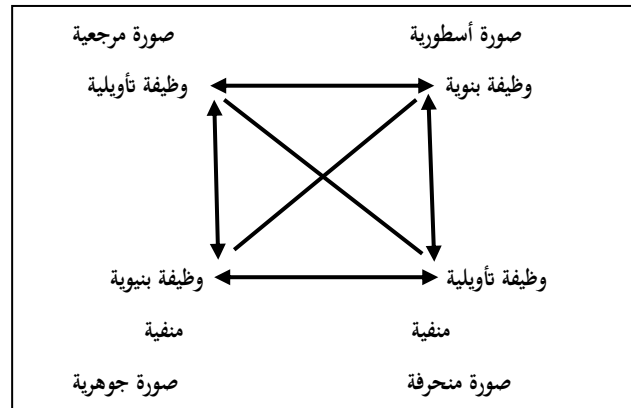 صورة أسطورية صورة مرجعية
وظيفة بنوية وظيفة تأويلية
وظيفة تأويلية وظيفة بنيوية
منفية منفية
صورة منحرفة صورة جوهرية